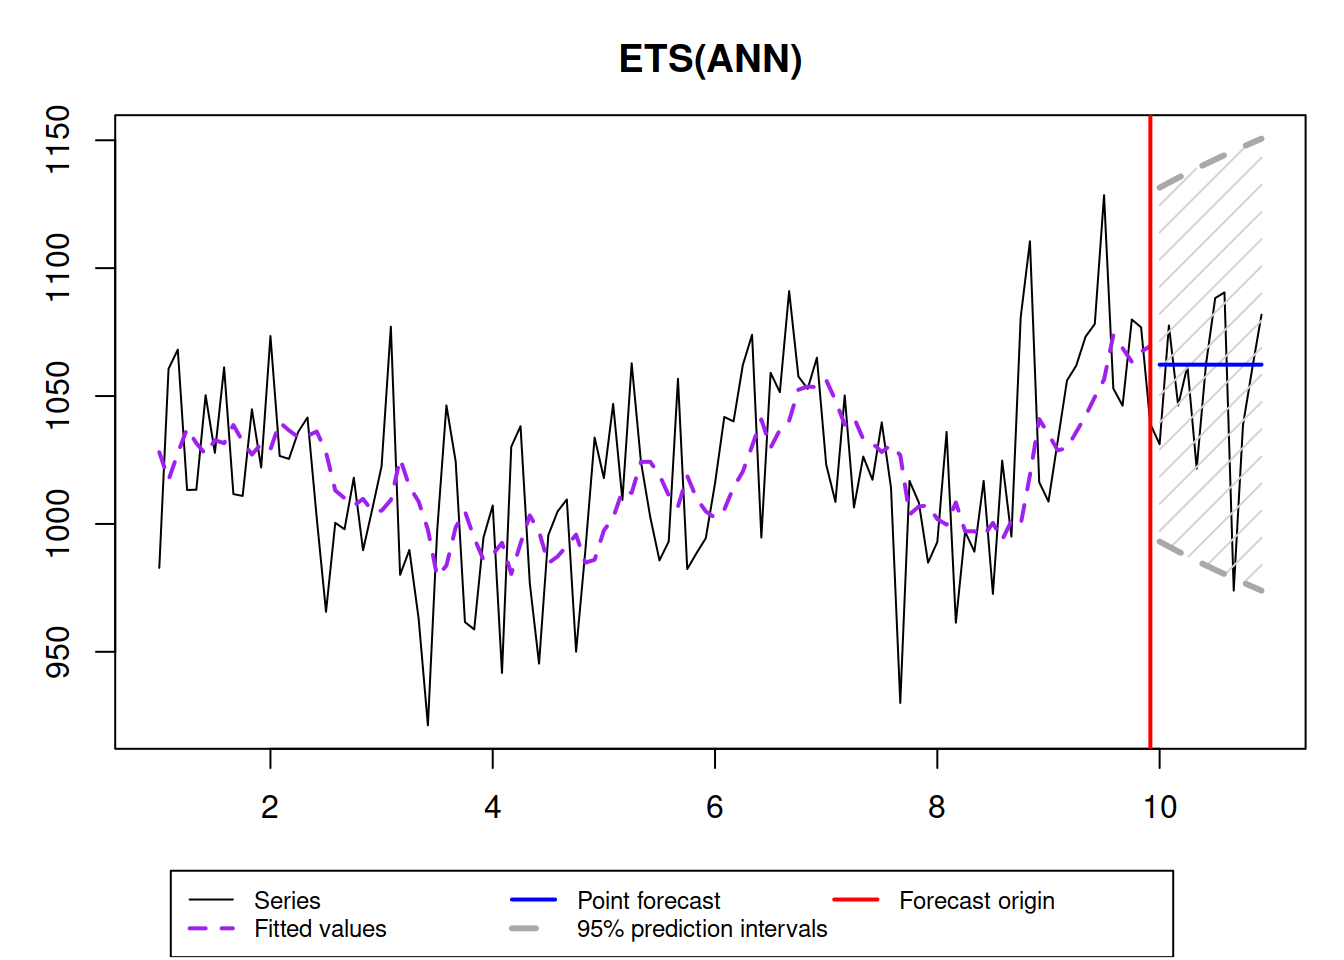 ETS(ANN)
1150
1100
1050
1000
950
2 4 6 8 10
Series Point forecast Forecast origin
Fitted values 95% prediction intervals